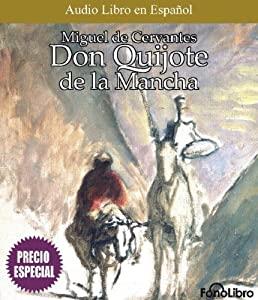 Audio Libro en Español
Miguel de Cervantes
Don Quijote
de la Mancha
PRECIO
ESPECIAL
FonoLibro